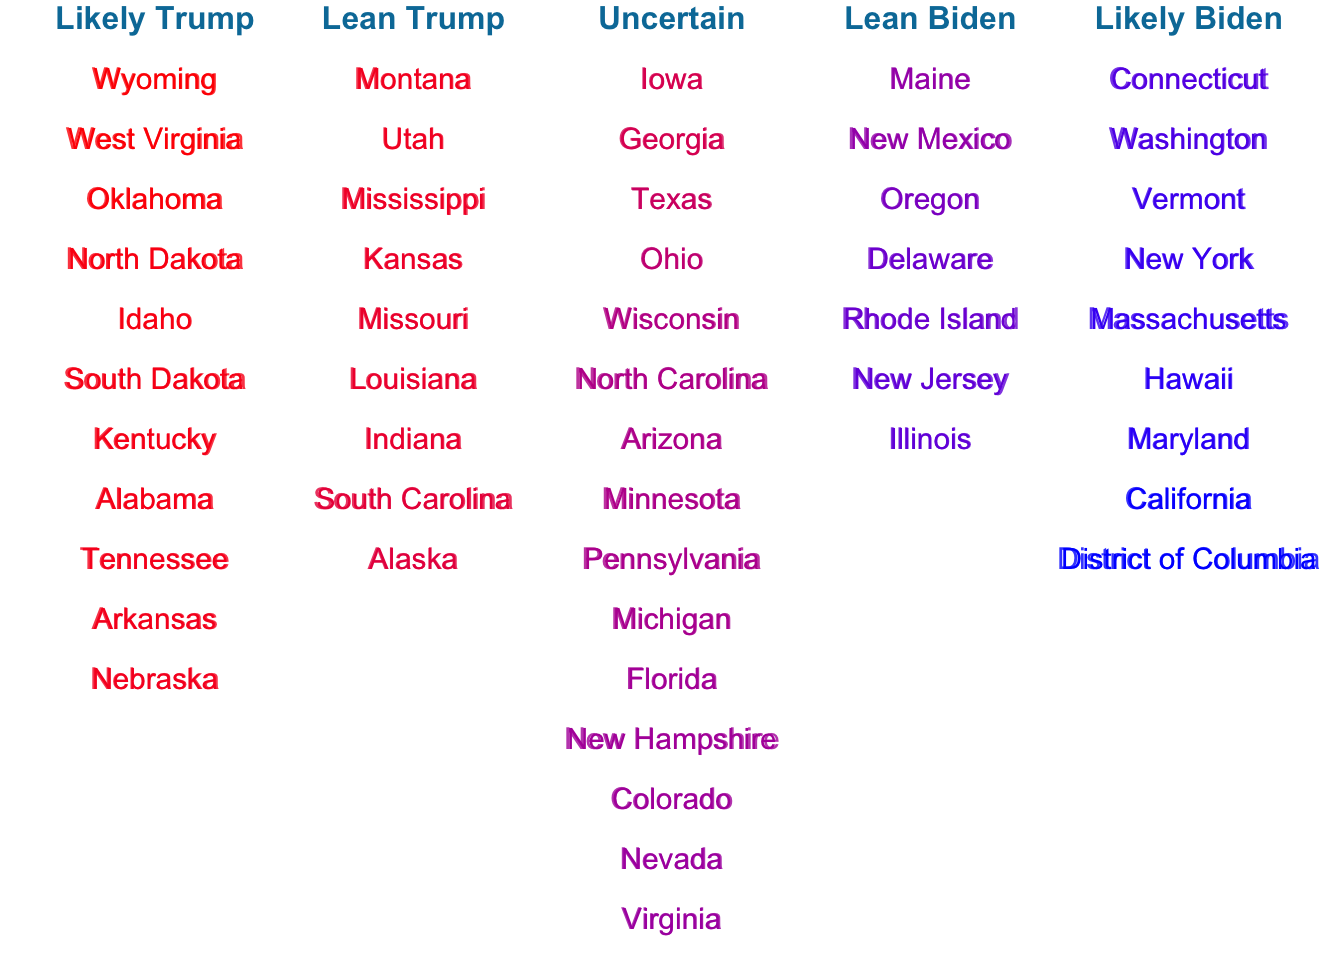 Likely Trump Lean Trump Uncertain Lean Biden Likely Biden
Wyoming Montana Iowa Maine Connecticut
West Virginia Utah Georgia New Mexico Washington
Oklahoma Mississippi Texas Oregon Vermont
North Dakota Kansas Ohio Delaware New York
Idaho Missouri Wisconsin Rhode Island Massachusetts
South Dakota Louisiana North Carolina New Jersey Hawaii
Kentucky Indiana Arizona Illinois Maryland
Alabama South Carolina Minnesota California
Tennessee Alaska Pennsylvania District of Columbia
Arkansas Michigan
Nebraska Florida
New Hampshire
Colorado
Nevada
Virginia